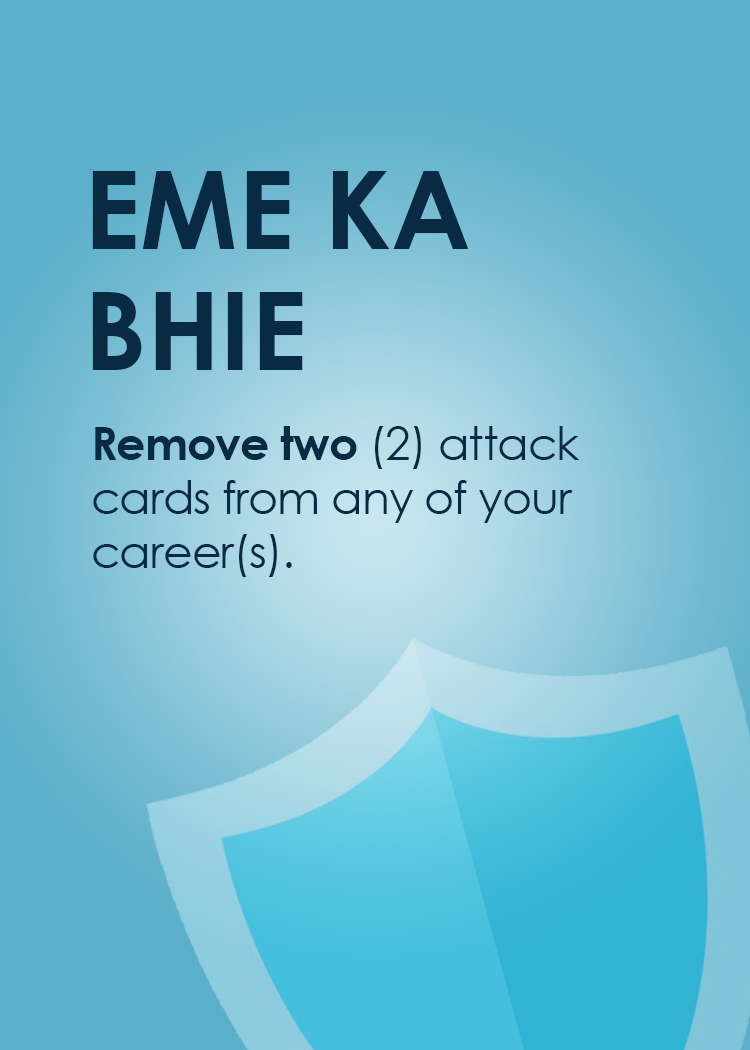 EME KA
BHIE
Remove two (2) attack
cards from any of your
career(s).